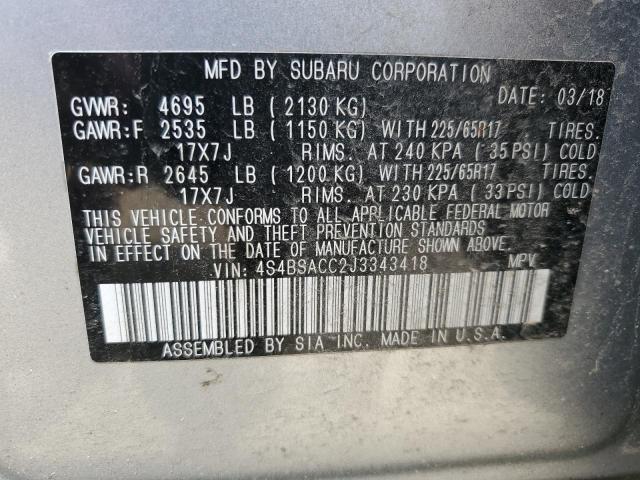 MFD BY SUBARU CORPORATION
GVWR: 4695 LB (2130 KG) DATE: 03/18
GAWR:F 2535 LB (1150 KG) WITH 225/65R17 TIRES.
17X7J RIMS. AT 240 KPA (35 PSI) COLD
GAWR:R 2645 LB (1200 KG) WITH 225/65R17 TIRES.
17X7J RIMS. AT 230 KPA (33 PSI) COLD
THIS VEHICLE CONFORMS TO ALL APPLICABLE FEDERAL MOTOR
VEHICLE SAFETY AND THEFT PREVENTION STANDARDS
IN EFFECT ON THE DATE OF MANUFACTURE SHOWN ABOVE.
VIN: 4S4BSACC2J3343418 MPV
ASSEMBLED BY SIA INC. MADE IN U.S.A.